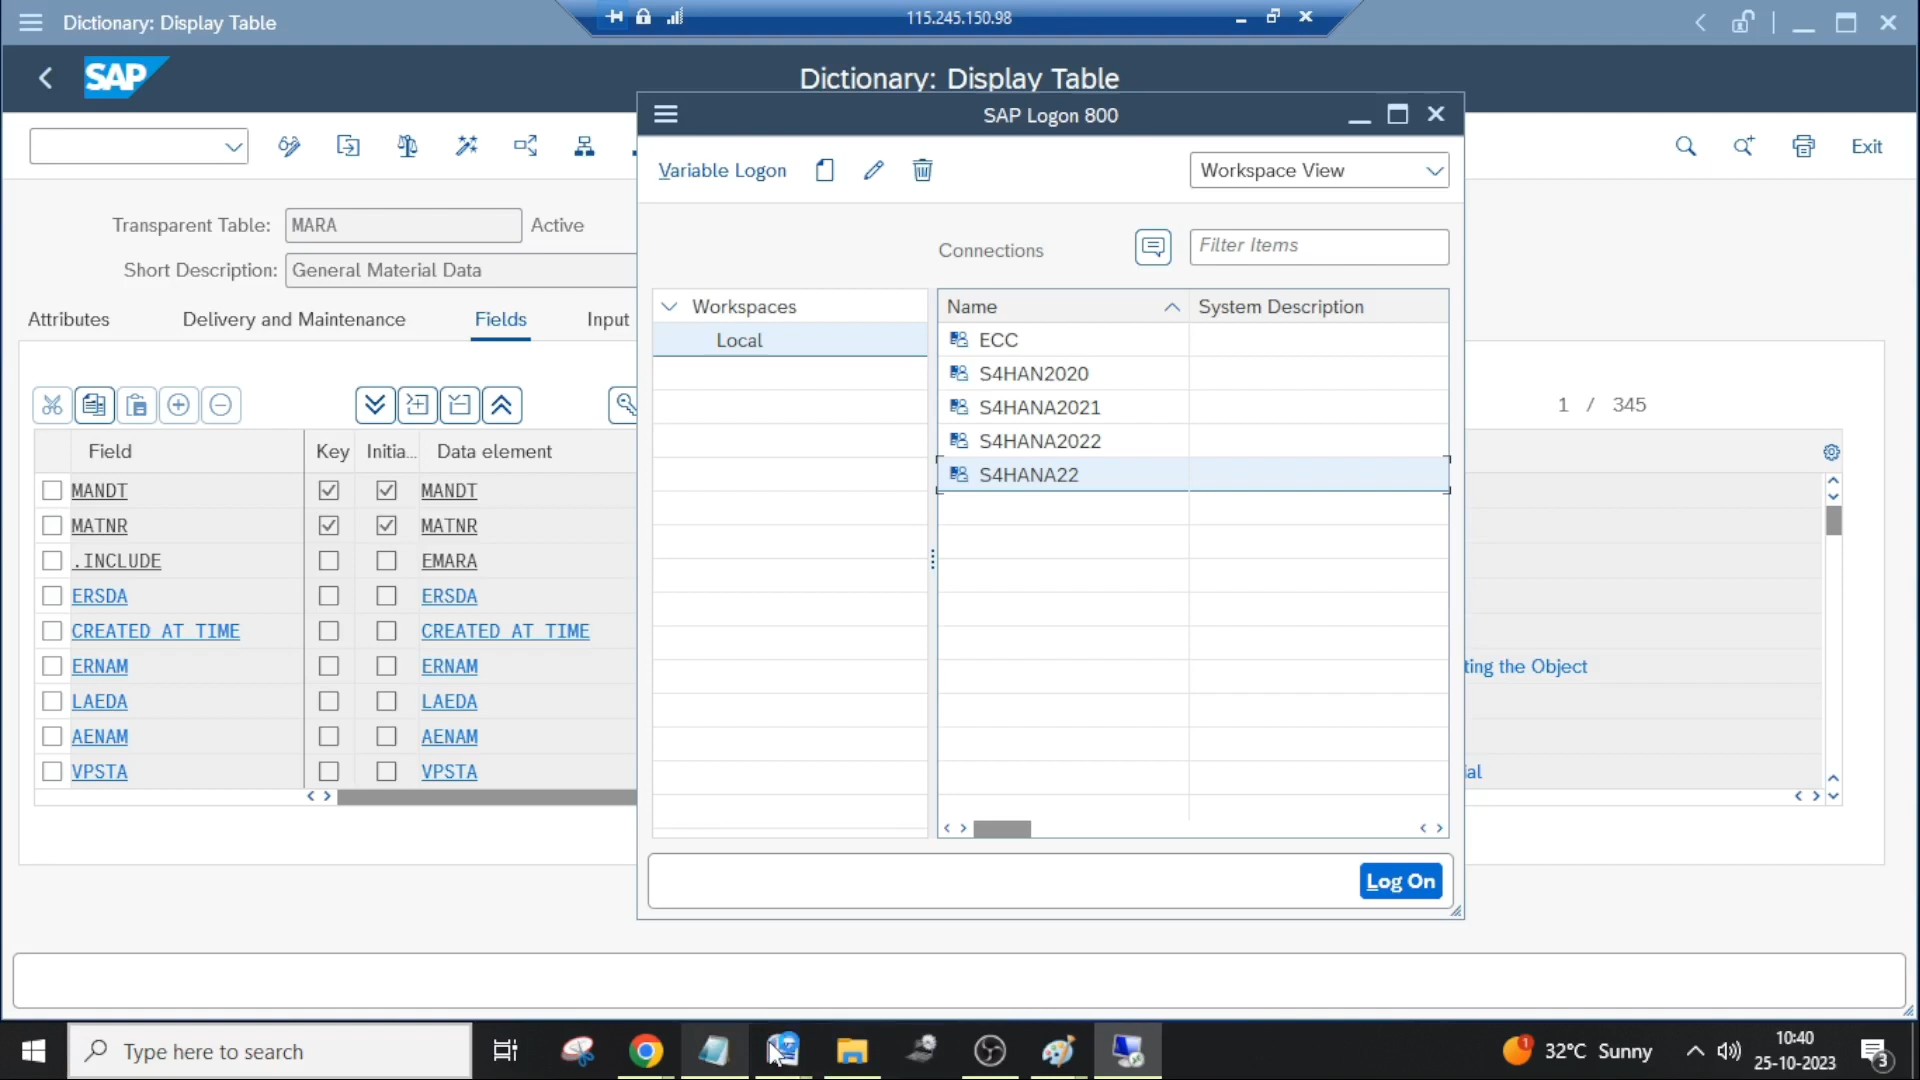 Dictionary: Display Table
115.245.150.98
SAP
Dictionary: Display Table
SAP Logon 800
Variable Logon
Workspace View
Exit
Transparent Table:
MARA
Active
Short Description:
General Material Data
Connections
Filter Items
Attributes
Delivery and Maintenance
Fields
Input
Workspaces
Local
Name
System Description
ECC
S4HAN2020
S4HANA2021
S4HANA2022
S4HANA22
1 / 345
Field
Key
Initia...
Data element
MANDT
MANDT
MATNR
MATNR
.INCLUDE
EMARA
ERSDA
ERSDA
CREATED_AT_TIME
CREATED_AT_TIME
ERNAM
ERNAM
ting the Object
LAEDA
LAEDA
AENAM
AENAM
VPSTA
VPSTA
ial
Log On
Type here to search
1
32°C Sunny
10:40
25-10-2023
3